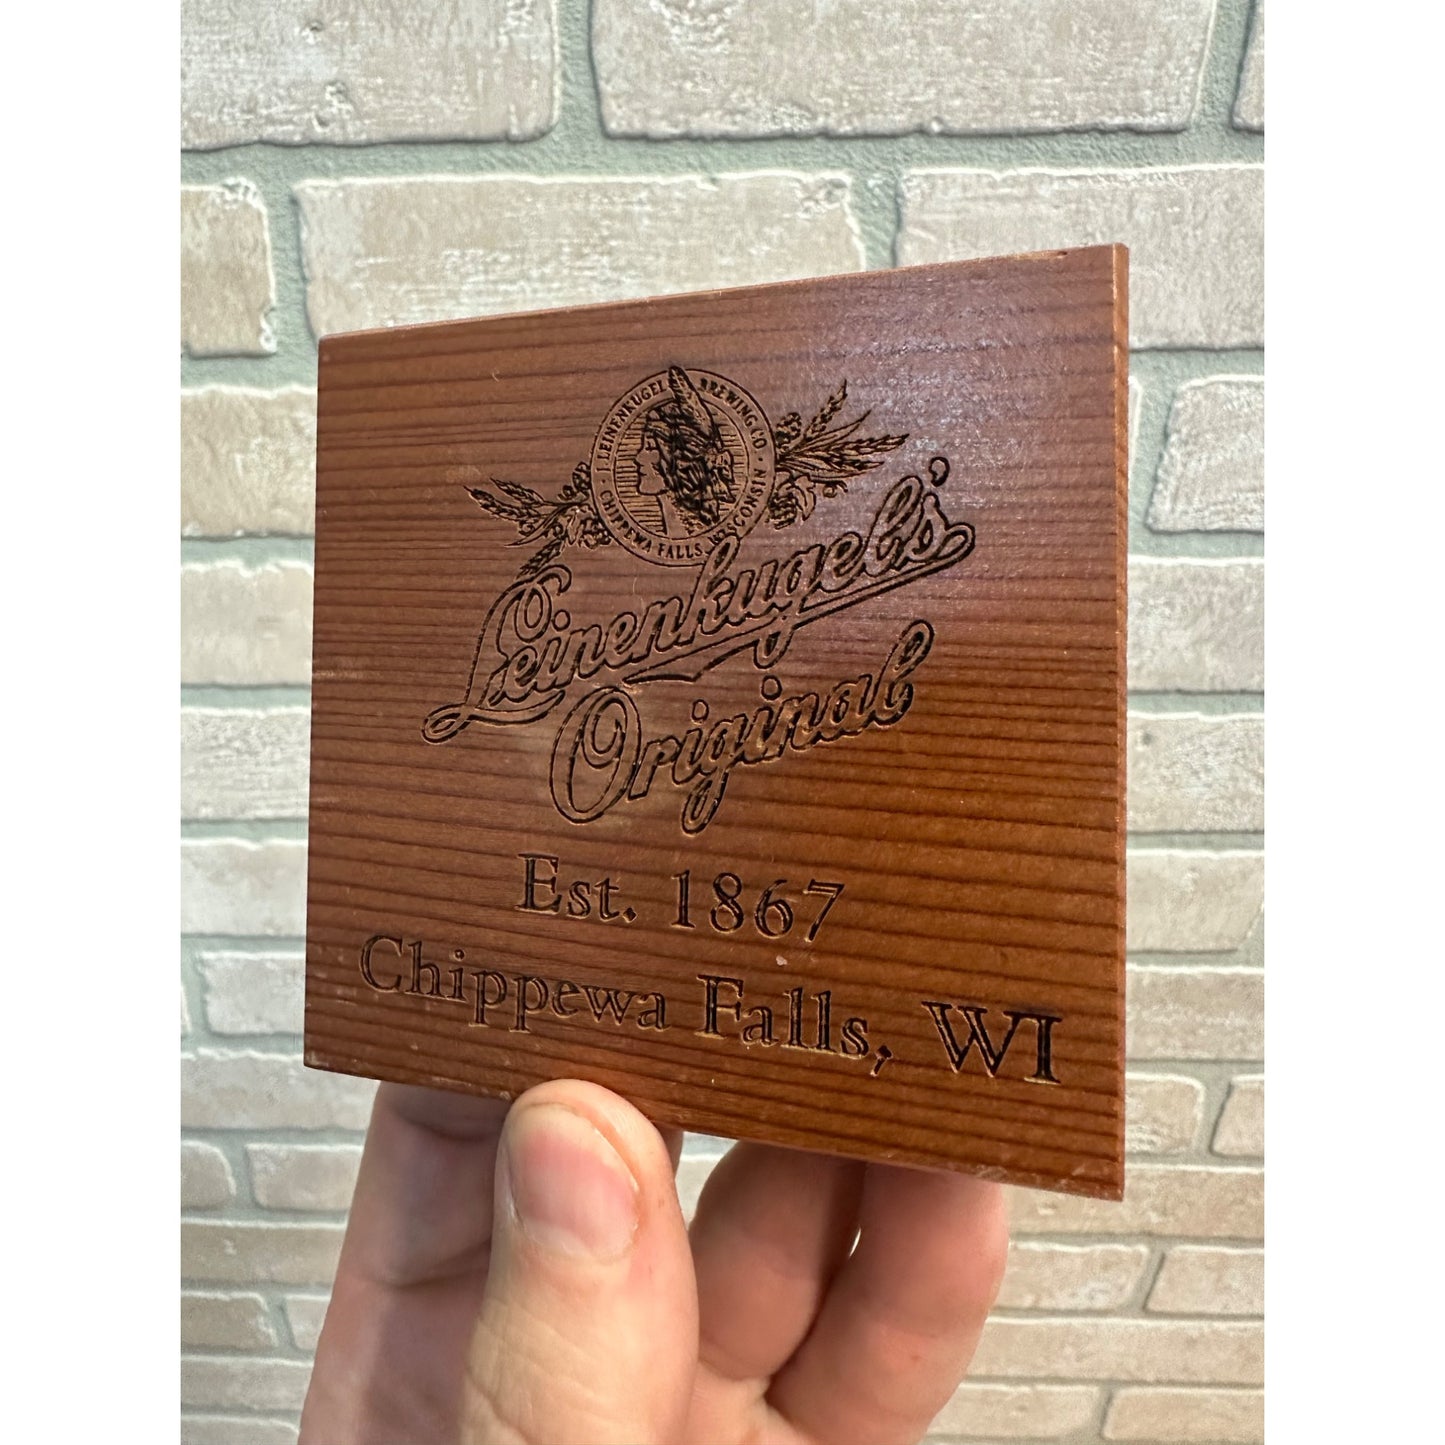 J. LEINENKUGEL BREWING CO.
CHIPPEWA FALLS, WISCONSIN
Leinenkugel's
Original
Est. 1867
Chippewa Falls, WI